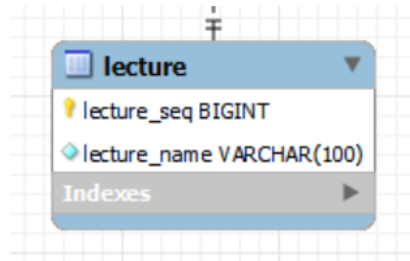 lecture
lecture_seq BIGINT
lecture_name VARCHAR(100)
Indexes